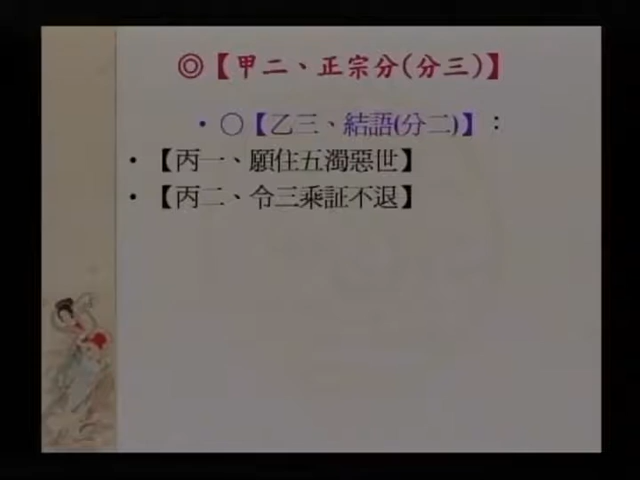 ◎【甲二、正宗分(分三)】
•〇【乙三、結語(分二)】：
•【丙一、願住五濁惡世】
•【丙二、令三乘証不退】